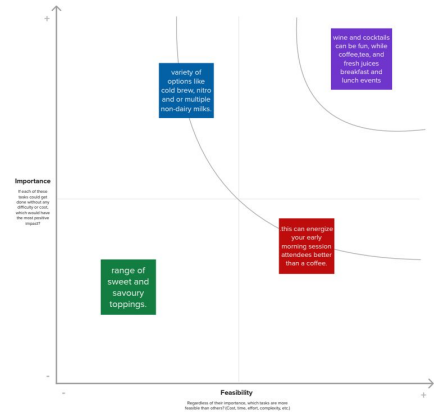 +
wine and cocktails
can be fun, while
coffee,tea, and
fresh juices
breakfast and
lunch events
variety of
options like
cold brew, nitro
and or multiple
non-dairy milks.
Importance
If each of these
tasks could get
done without any
difficulty or cost,
which would have
the most positive
impact?
.this can energize
your early
morning session
attendees better
than a coffee.
range of
sweet and
savoury
toppings.
-
-
Feasibility
+
Regardless of their importance, which tasks are more
feasible than others? (Cost, time, effort, complexity, etc.)